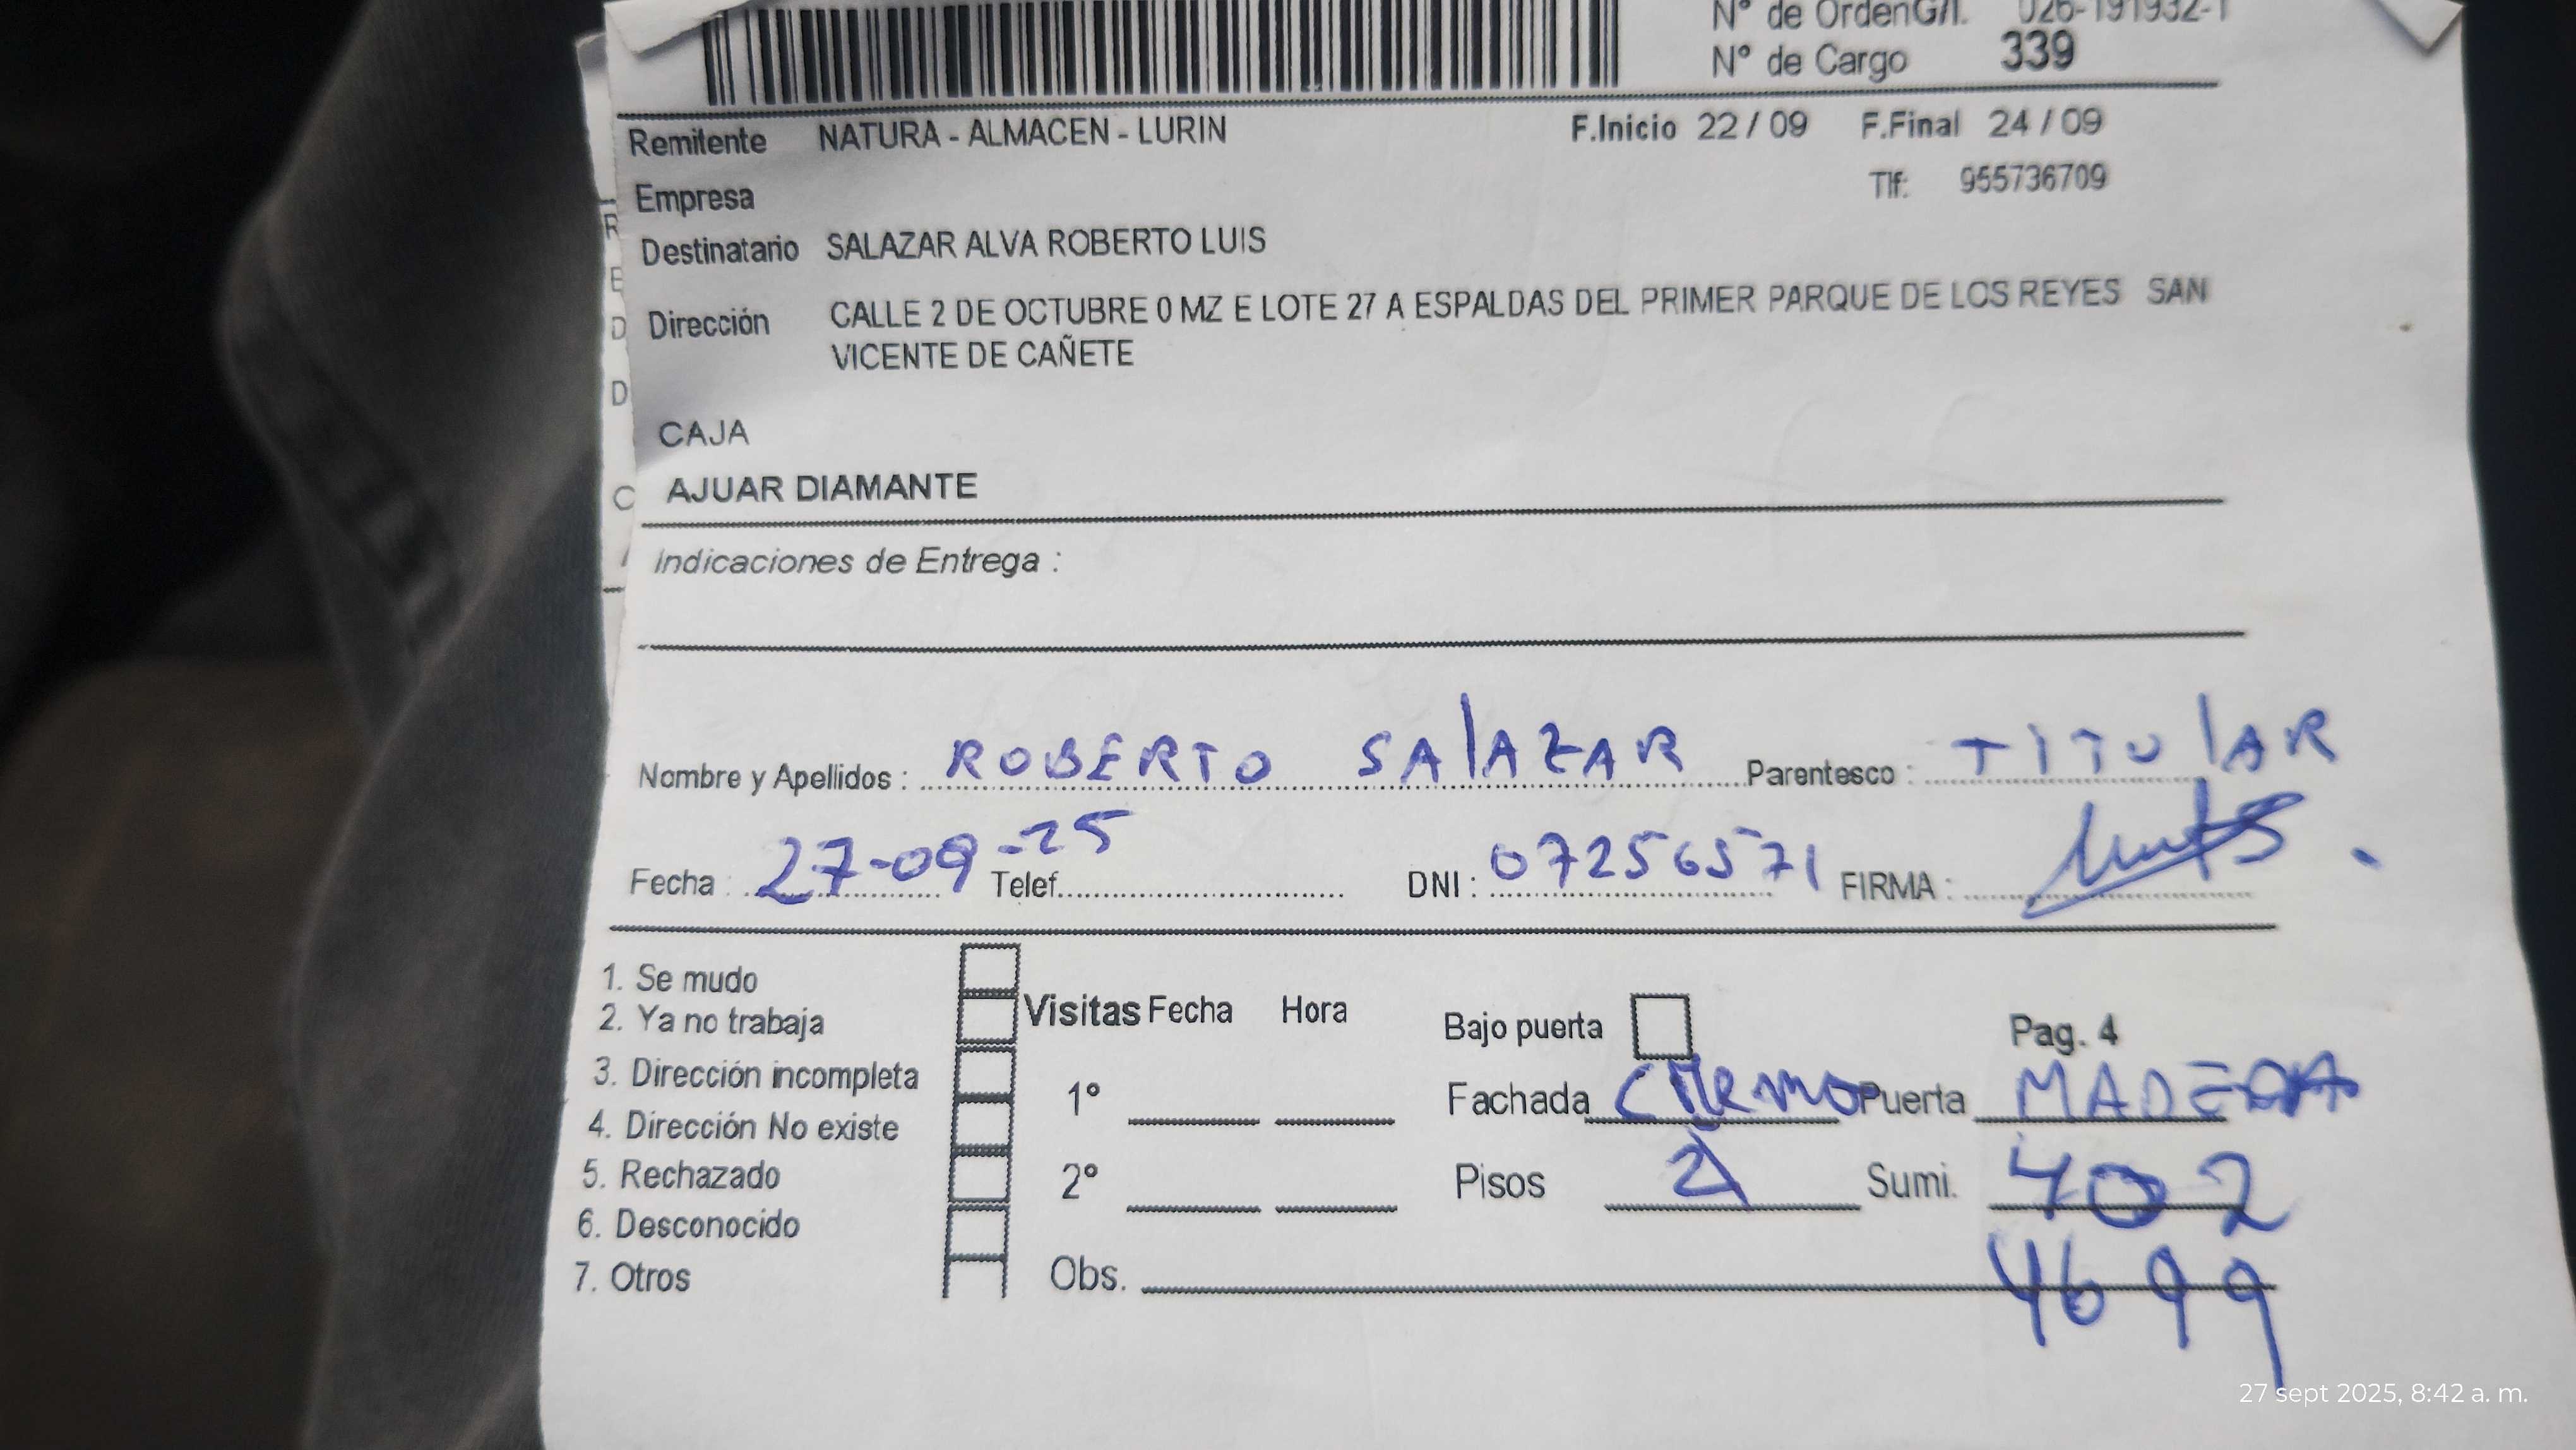 N° de OrdenG/I. 026-191932-1
N° de Cargo 339
Remitente NATURA - ALMACEN - LURIN F.Inicio 22 / 09 F.Final 24 / 09
Empresa Tlf: 955736709
Destinatario SALAZAR ALVA ROBERTO LUIS
Dirección CALLE 2 DE OCTUBRE 0 MZ E LOTE 27 A ESPALDAS DEL PRIMER PARQUE DE LOS REYES SAN
VICENTE DE CAÑETE
CAJA
AJUAR DIAMANTE
Indicaciones de Entrega :
Nombre y Apellidos : ROBERTO SAlAZAR Parentesco : TITUlAR
Fecha : 27-09-25 Telef. DNI : 07256571 FIRMA :
1. Se mudo
2. Ya no trabaja Visitas Fecha Hora Bajo puerta Pag. 4
3. Dirección incompleta 1° Fachada Puerta MADERA
4. Dirección No existe
5. Rechazado 2° Pisos 2 Sumi. 402
6. Desconocido
7. Otros Obs. 4699
27 sept 2025, 8:42 a. m.